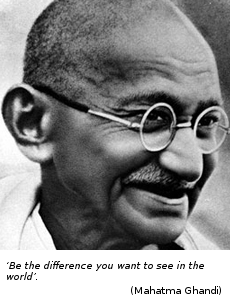 'Be the difference you want to see in the
world'.
(Mahatma Ghandi)